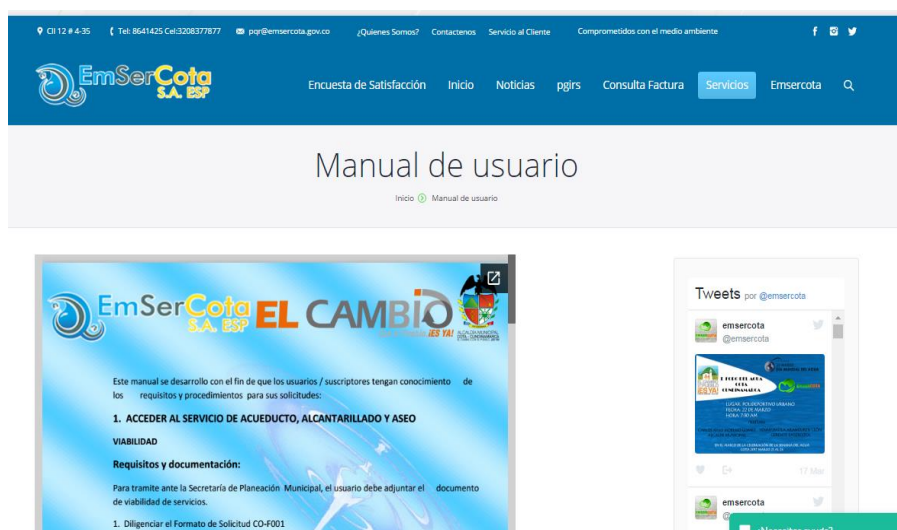 Cll 12 # 4-35 Tel: 8641425 Cel:3208377877 pqr@emsercota.gov.co ¿Quienes Somos? Contactenos Servicio al Cliente Comprometidos con el medio ambiente
EmSerCota
S.A. ESP
Encuesta de Satisfacción Inicio Noticias pgirs Consulta Factura Servicios Emsercota
Manual de usuario
Inicio Manual de usuario
EmSerCota
S.A. ESP
EL CAMBIO
¡ES YA!
Este manual se desarrollo con el fin de que los usuarios / suscriptores tengan conocimiento de
los requisitos y procedimientos para sus solicitudes:
1. ACCEDER AL SERVICIO DE ACUEDUCTO, ALCANTARILLADO Y ASEO
VIABILIDAD
Requisitos y documentación:
Para tramite ante la Secretaría de Planeación Municipal, el usuario debe adjuntar el documento
de viabilidad de servicios.
1. Diligenciar el Formato de Solicitud CO-F001
Tweets por @emsercota
emsercota
@emsercota
17 Mar
emsercota
¿Necesitas ayuda?